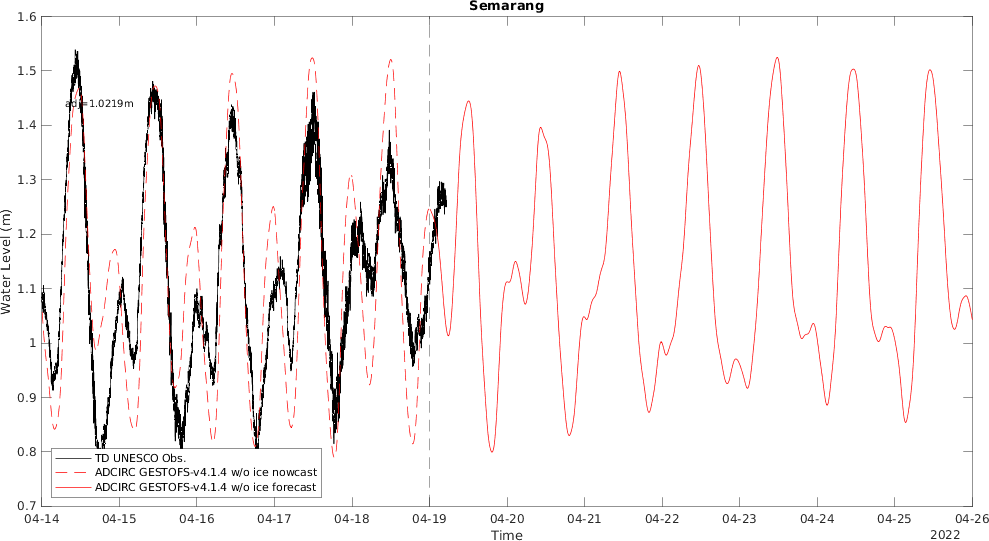 Semarang
1.6
1.5
1.4
1.3
1.2
1.1
1
0.9
0.8
0.7
Water Level (m)
adj=1.0219m
TD UNESCO Obs.
ADCIRC GESTOFS-v4.1.4 w/o ice nowcast
ADCIRC GESTOFS-v4.1.4 w/o ice forecast
04-14 04-15 04-16 04-17 04-18 04-19 04-20 04-21 04-22 04-23 04-24 04-25 04-26
Time
2022